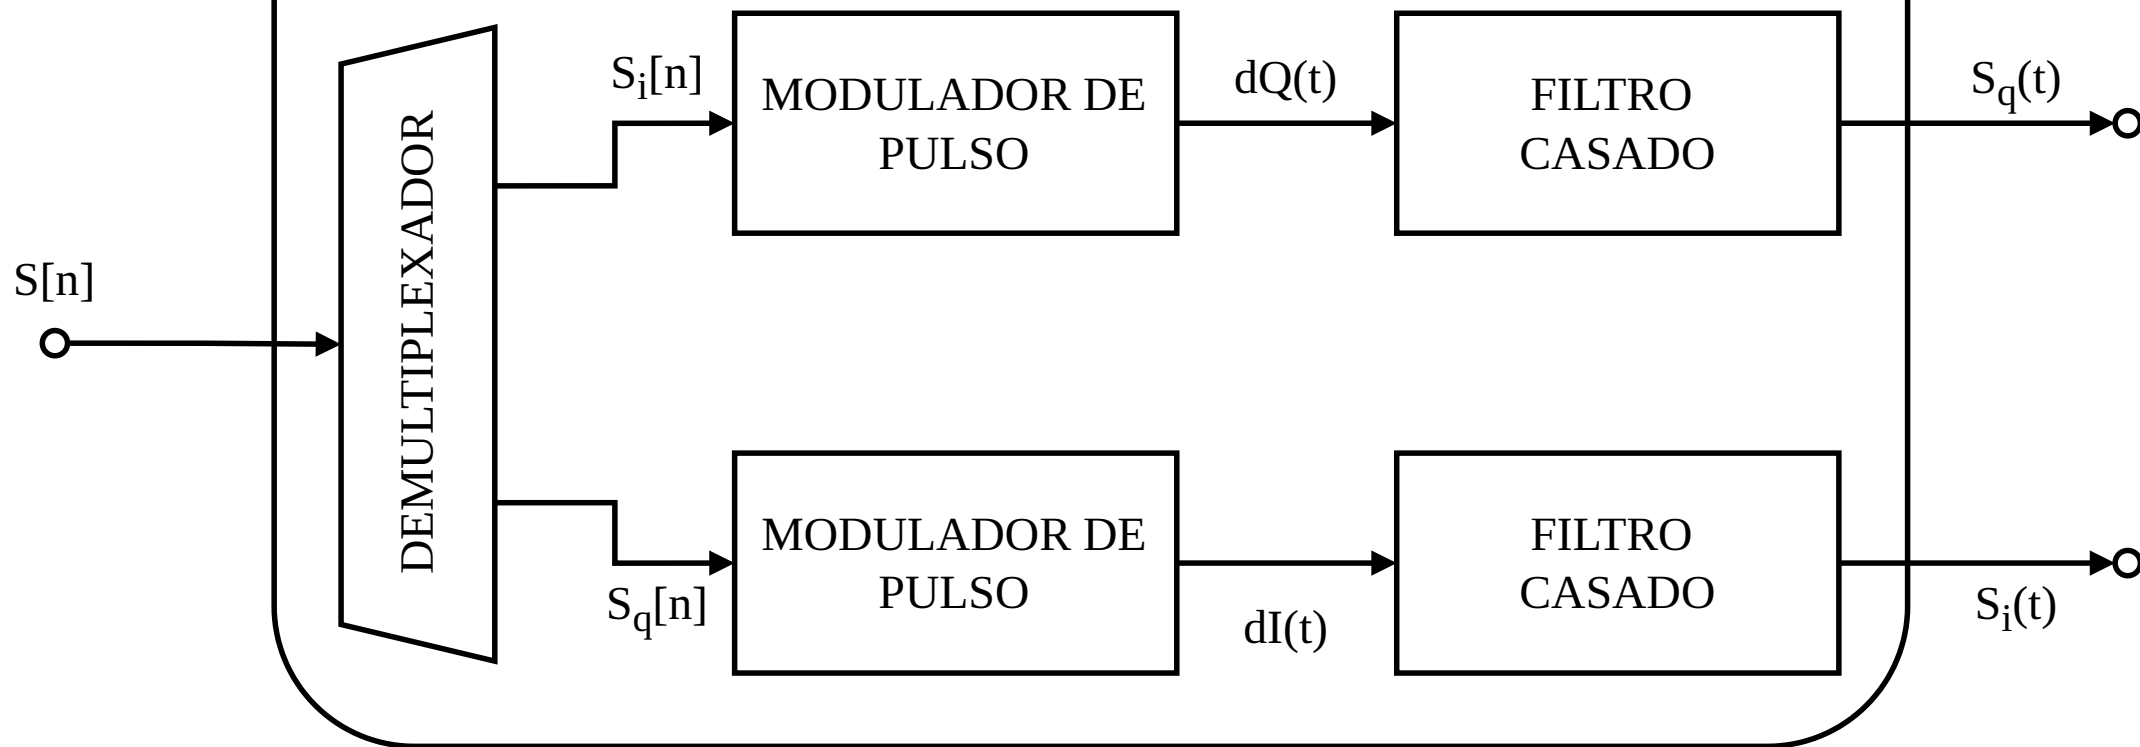 S[n]
DEMULTIPLEXADOR
Si[n]
MODULADOR DE
PULSO
dQ(t)
FILTRO
CASADO
Sq(t)
Sq[n]
MODULADOR DE
PULSO
dI(t)
FILTRO
CASADO
Si(t)